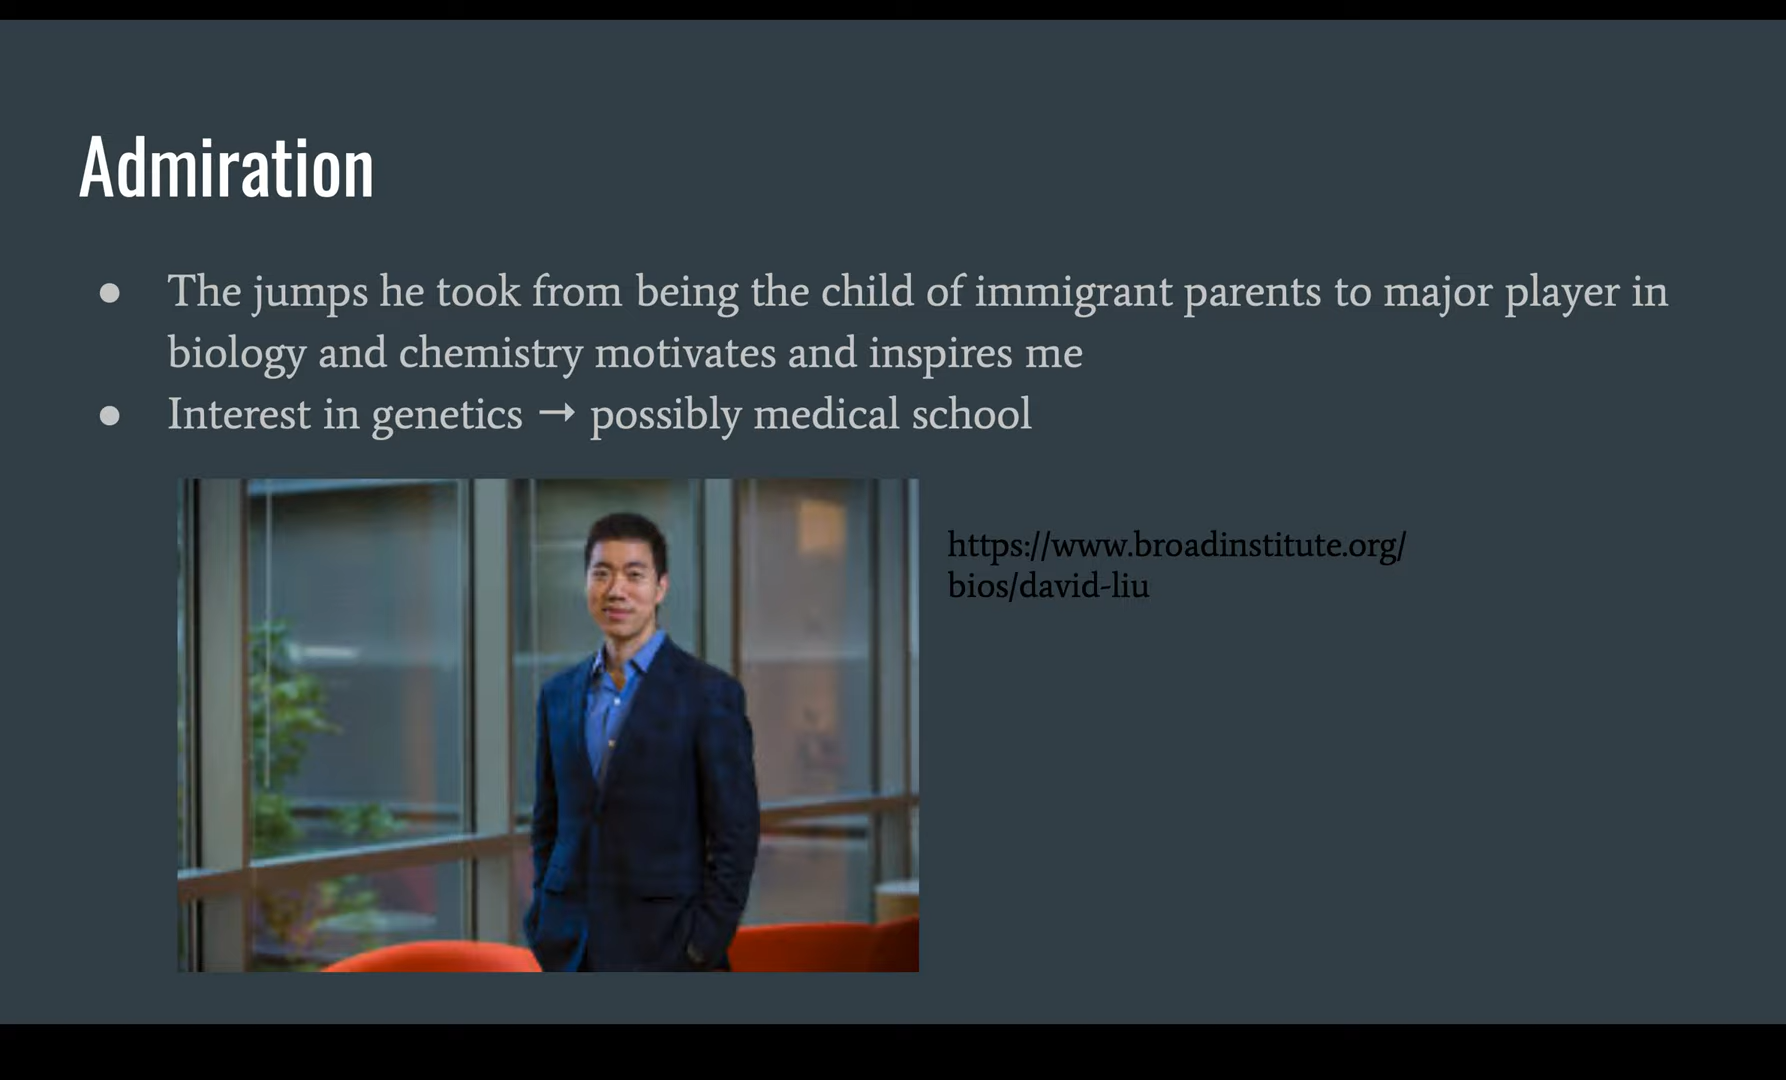 Admiration
● The jumps he took from being the child of immigrant parents to major player in
biology and chemistry motivates and inspires me
● Interest in genetics → possibly medical school
https://www.broadinstitute.org/
bios/david-liu